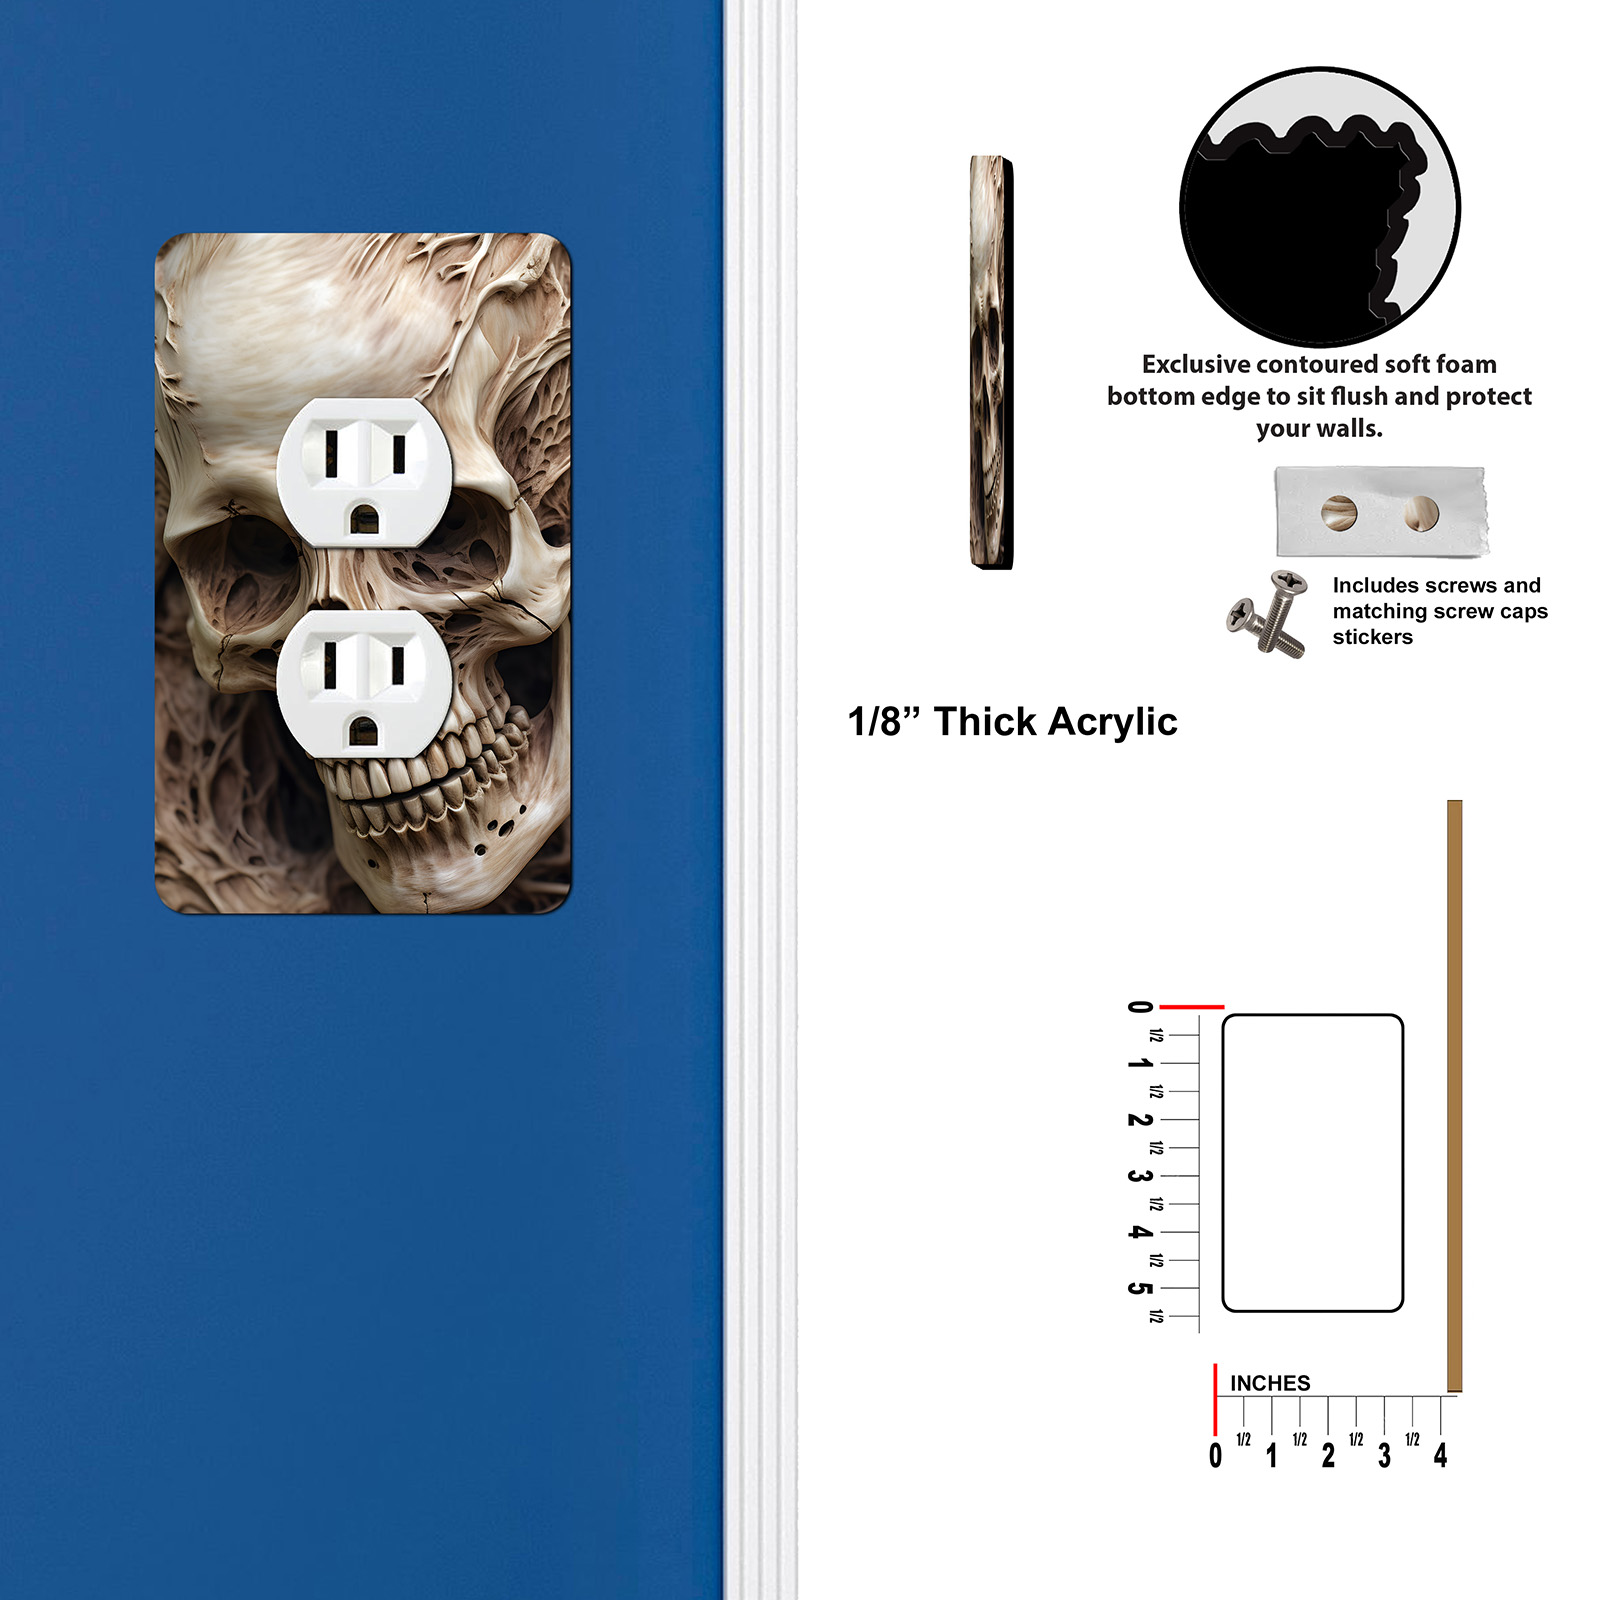 Exclusive contoured soft foam
bottom edge to sit flush and protect
your walls.
Includes screws and
matching screw caps
stickers
1/8” Thick Acrylic
0
1/2
1
1/2
2
1/2
3
1/2
4
1/2
5
1/2
INCHES
0 1/2 1 1/2 2 1/2 3 1/2 4